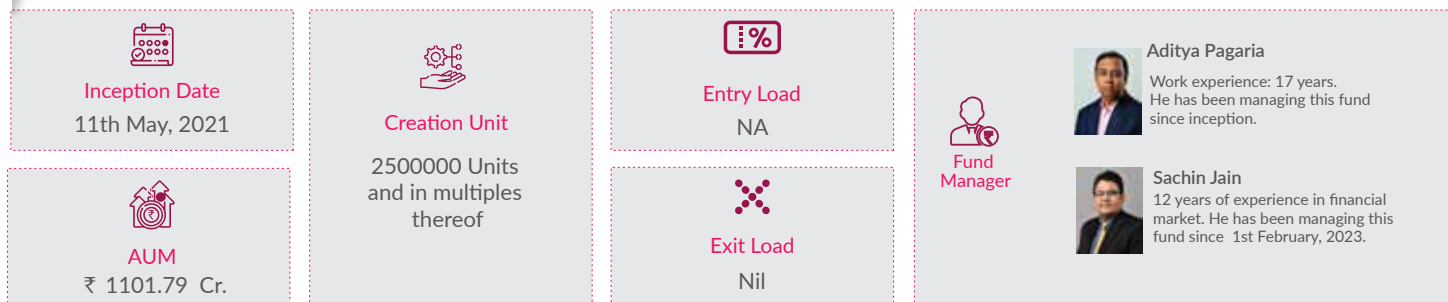 Inception Date
11th May, 2021
AUM
₹ 1101.79 Cr.
Creation Unit
2500000 Units
and in multiples
thereof
%
Entry Load
NA
Exit Load
Nil
Fund
Manager
Aditya Pagaria
Work experience: 17 years.
He has been managing this fund
since inception.
Sachin Jain
12 years of experience in financial
market. He has been managing this
fund since 1st February, 2023.